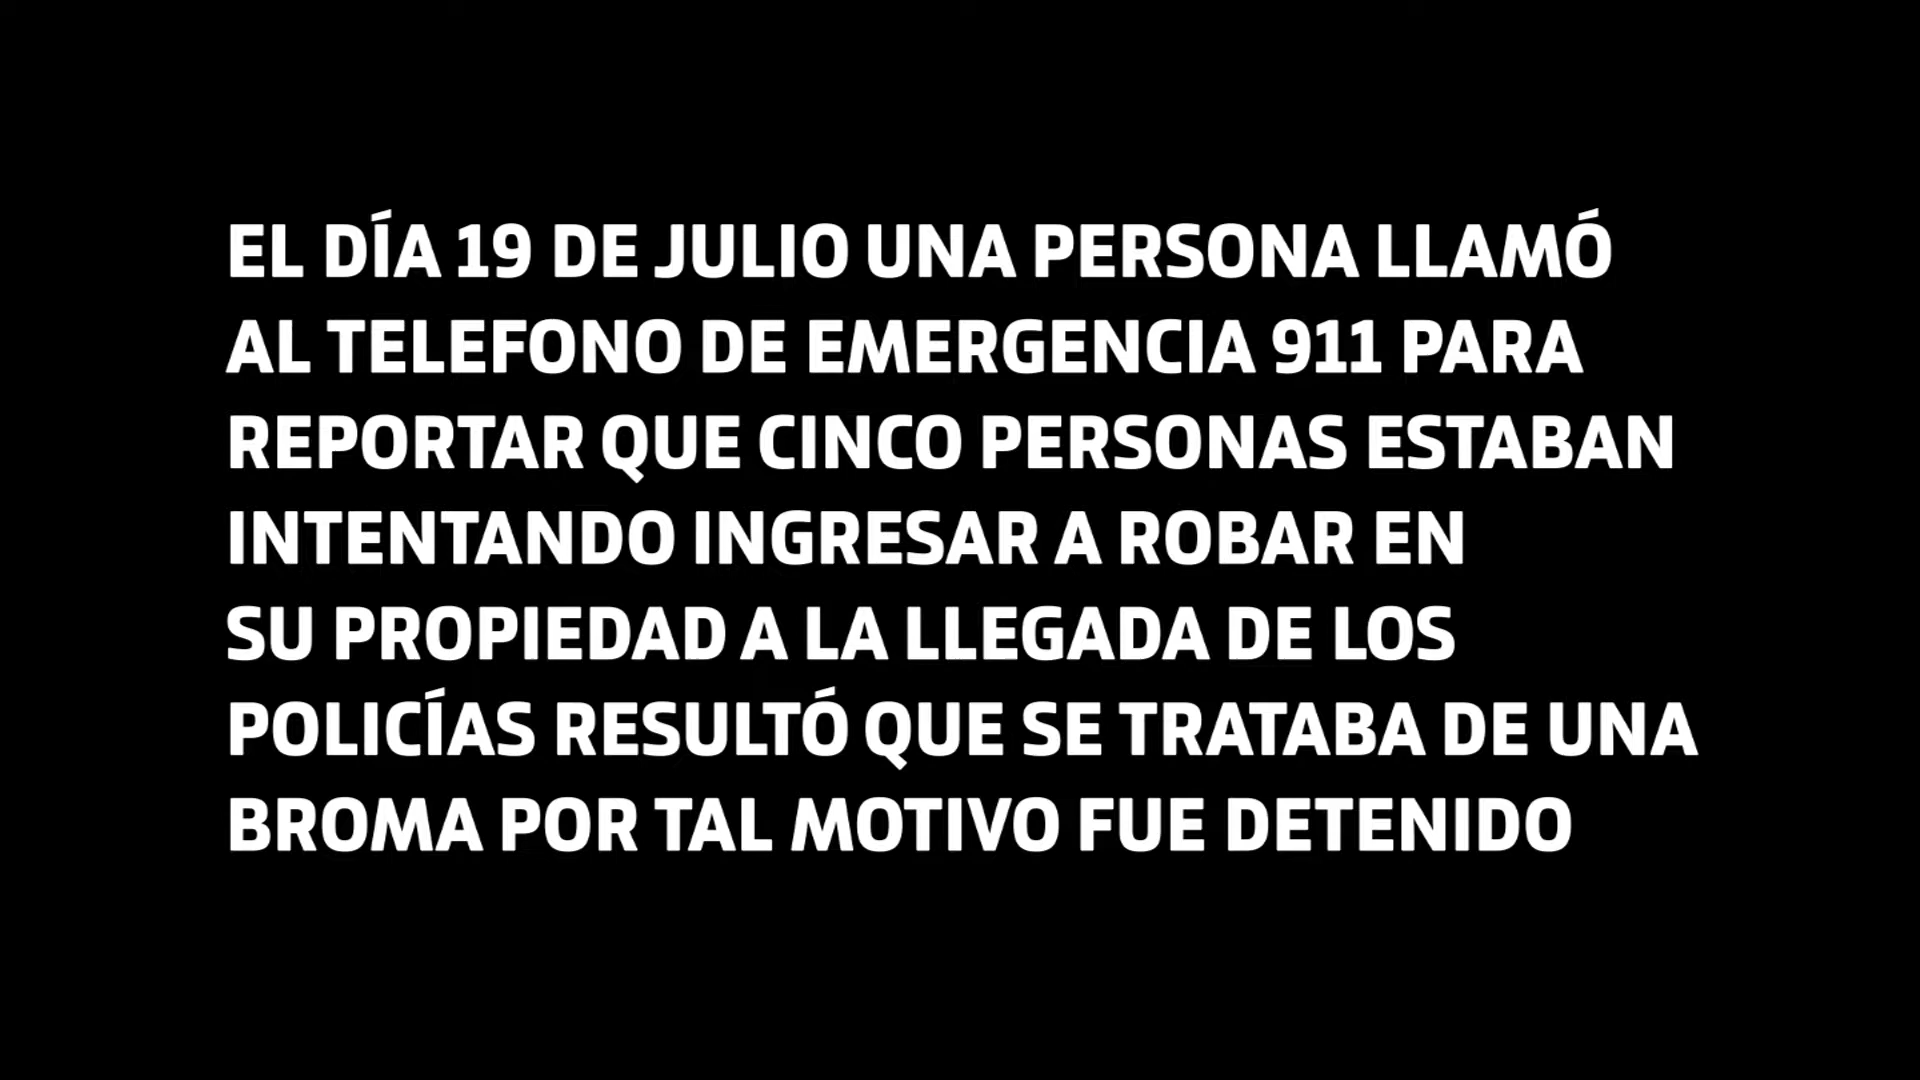 EL DÍA 19 DE JULIO UNA PERSONA LLAMÓ
AL TELEFONO DE EMERGENCIA 911 PARA
REPORTAR QUE CINCO PERSONAS ESTABAN
INTENTANDO INGRESAR A ROBAR EN
SU PROPIEDAD A LA LLEGADA DE LOS
POLICÍAS RESULTÓ QUE SE TRATABA DE UNA
BROMA POR TAL MOTIVO FUE DETENIDO